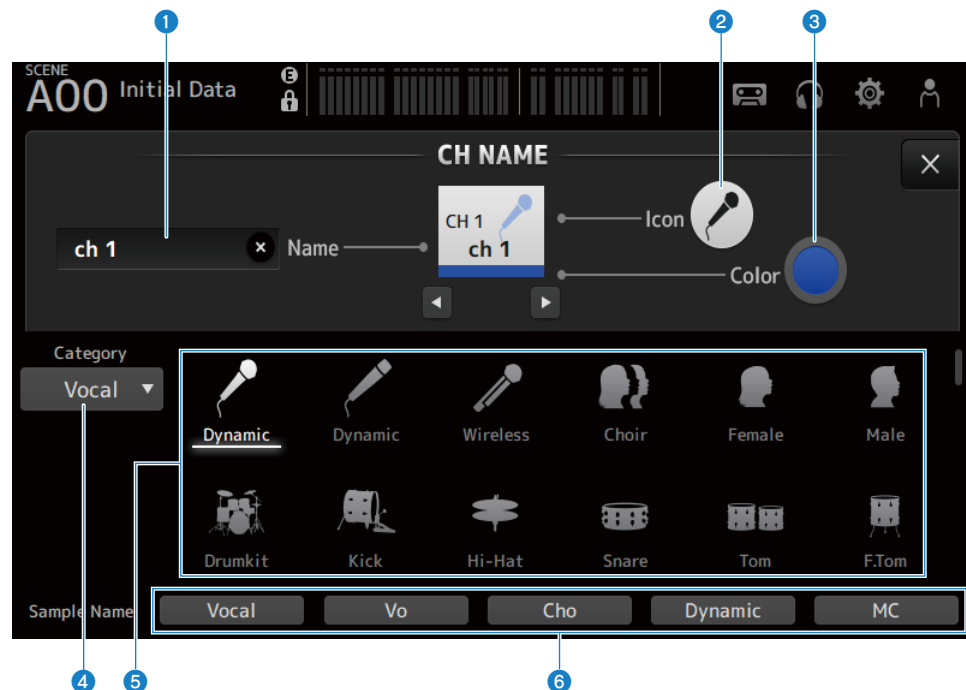 1 2 3
SCENE
A00 Initial Data E
CH NAME
CH 1
ch 1
ch 1 Name
Icon
Color
Category
Vocal
Dynamic Dynamic Wireless Choir Female Male
Drumkit Kick Hi-Hat Snare Tom F.Tom
Sample Name Vocal Vo Cho Dynamic MC
4 5 6